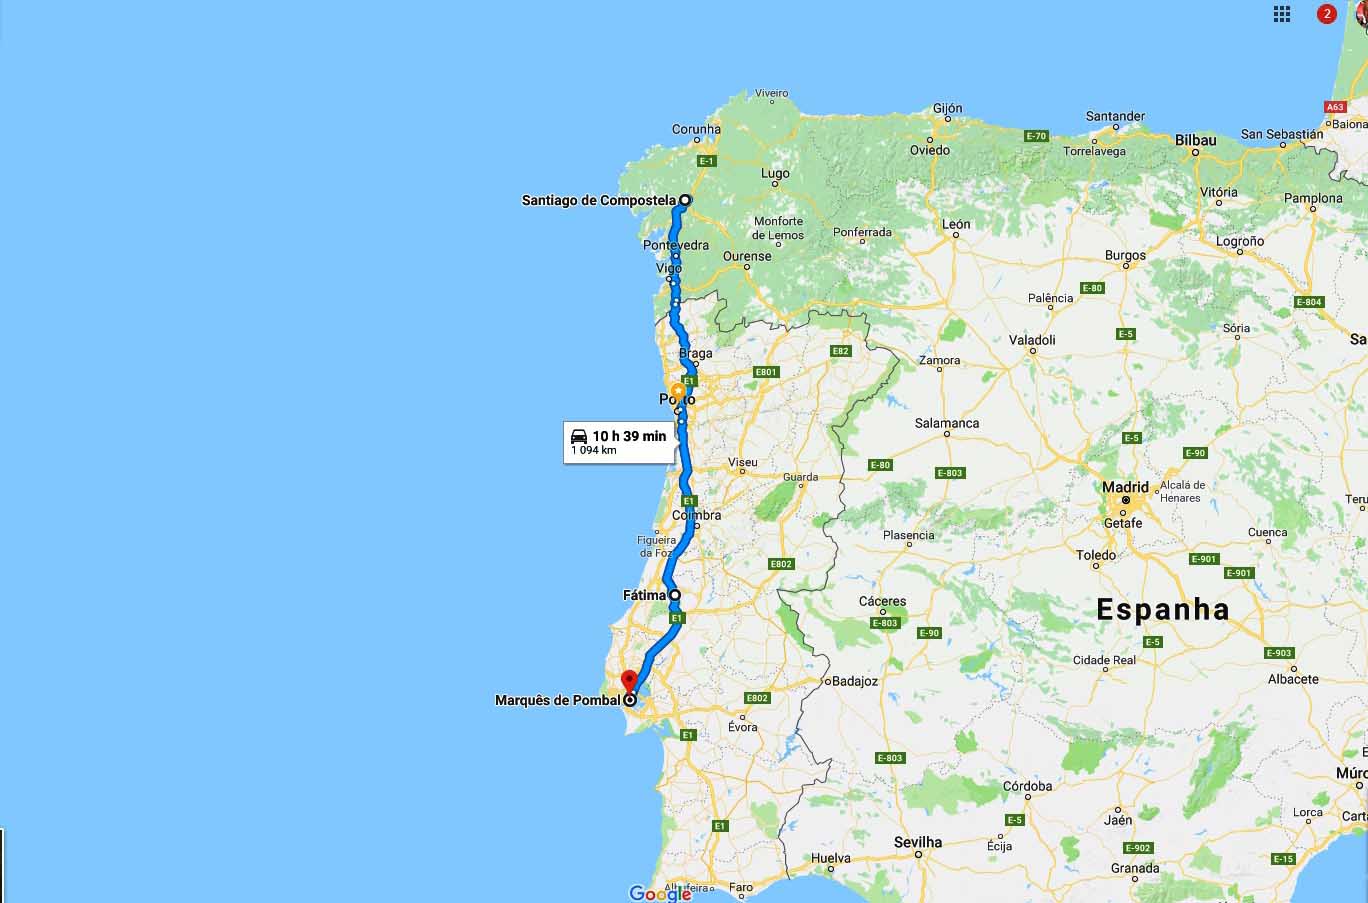 2
Viveiro
A63
Gijón
Santander
Baiona
Corunha
E-70
San Sebastián
Bilbau
E-1
Oviedo
Torrelavega
Lugo
Santiago de Compostela
Vitória
Pamplona
Monforte
de Lemos
Ponferrada
León
Pontevedra
Ourense
Logroño
Burgos
Vigo
E-80
Palência
E-804
Sória
E-5
Valadoli
Sa
Braga
E82
Zamora
E801
E1
Porto
Salamanca
10 h 39 min
1 094 km
E-5
E-90
Viseu
E-80
E-803
Guarda
Madrid
Alcalá de
Henares
E1
Teru
Coimbra
Getafe
Figueira
da Foz
Plasencia
Cuenca
Toledo
E-901
E802
E-901
Fátima
Cáceres
Espanha
E1
E-803
E-90
E-5
E-903
Cidade Real
Badajoz
Albacete
Marquês de Pombal
E802
Évora
E1
E-803
Múrc
Córdoba
Lorca
Cart
E-5
Jaén
E1
Sevilha
Écija
E-902
Huelva
E-15
Granada
Google
Albufeira
Faro